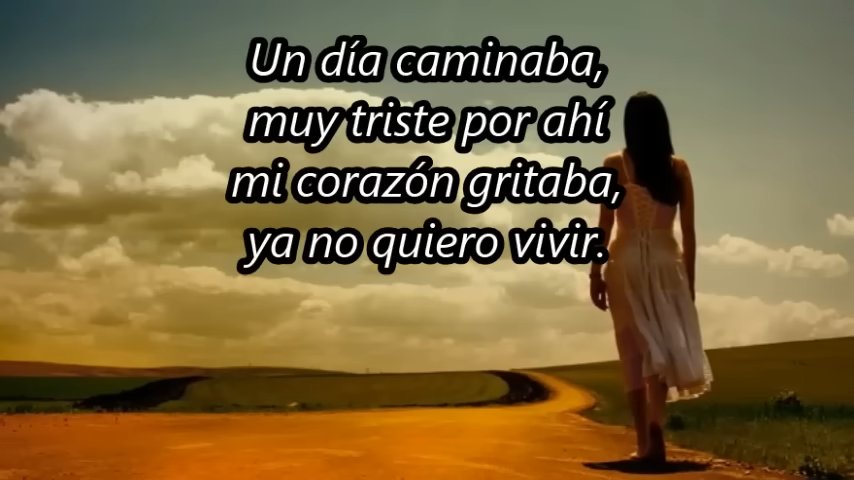 Un día caminaba,
muy triste por ahí
mi corazón gritaba,
ya no quiero vivir.